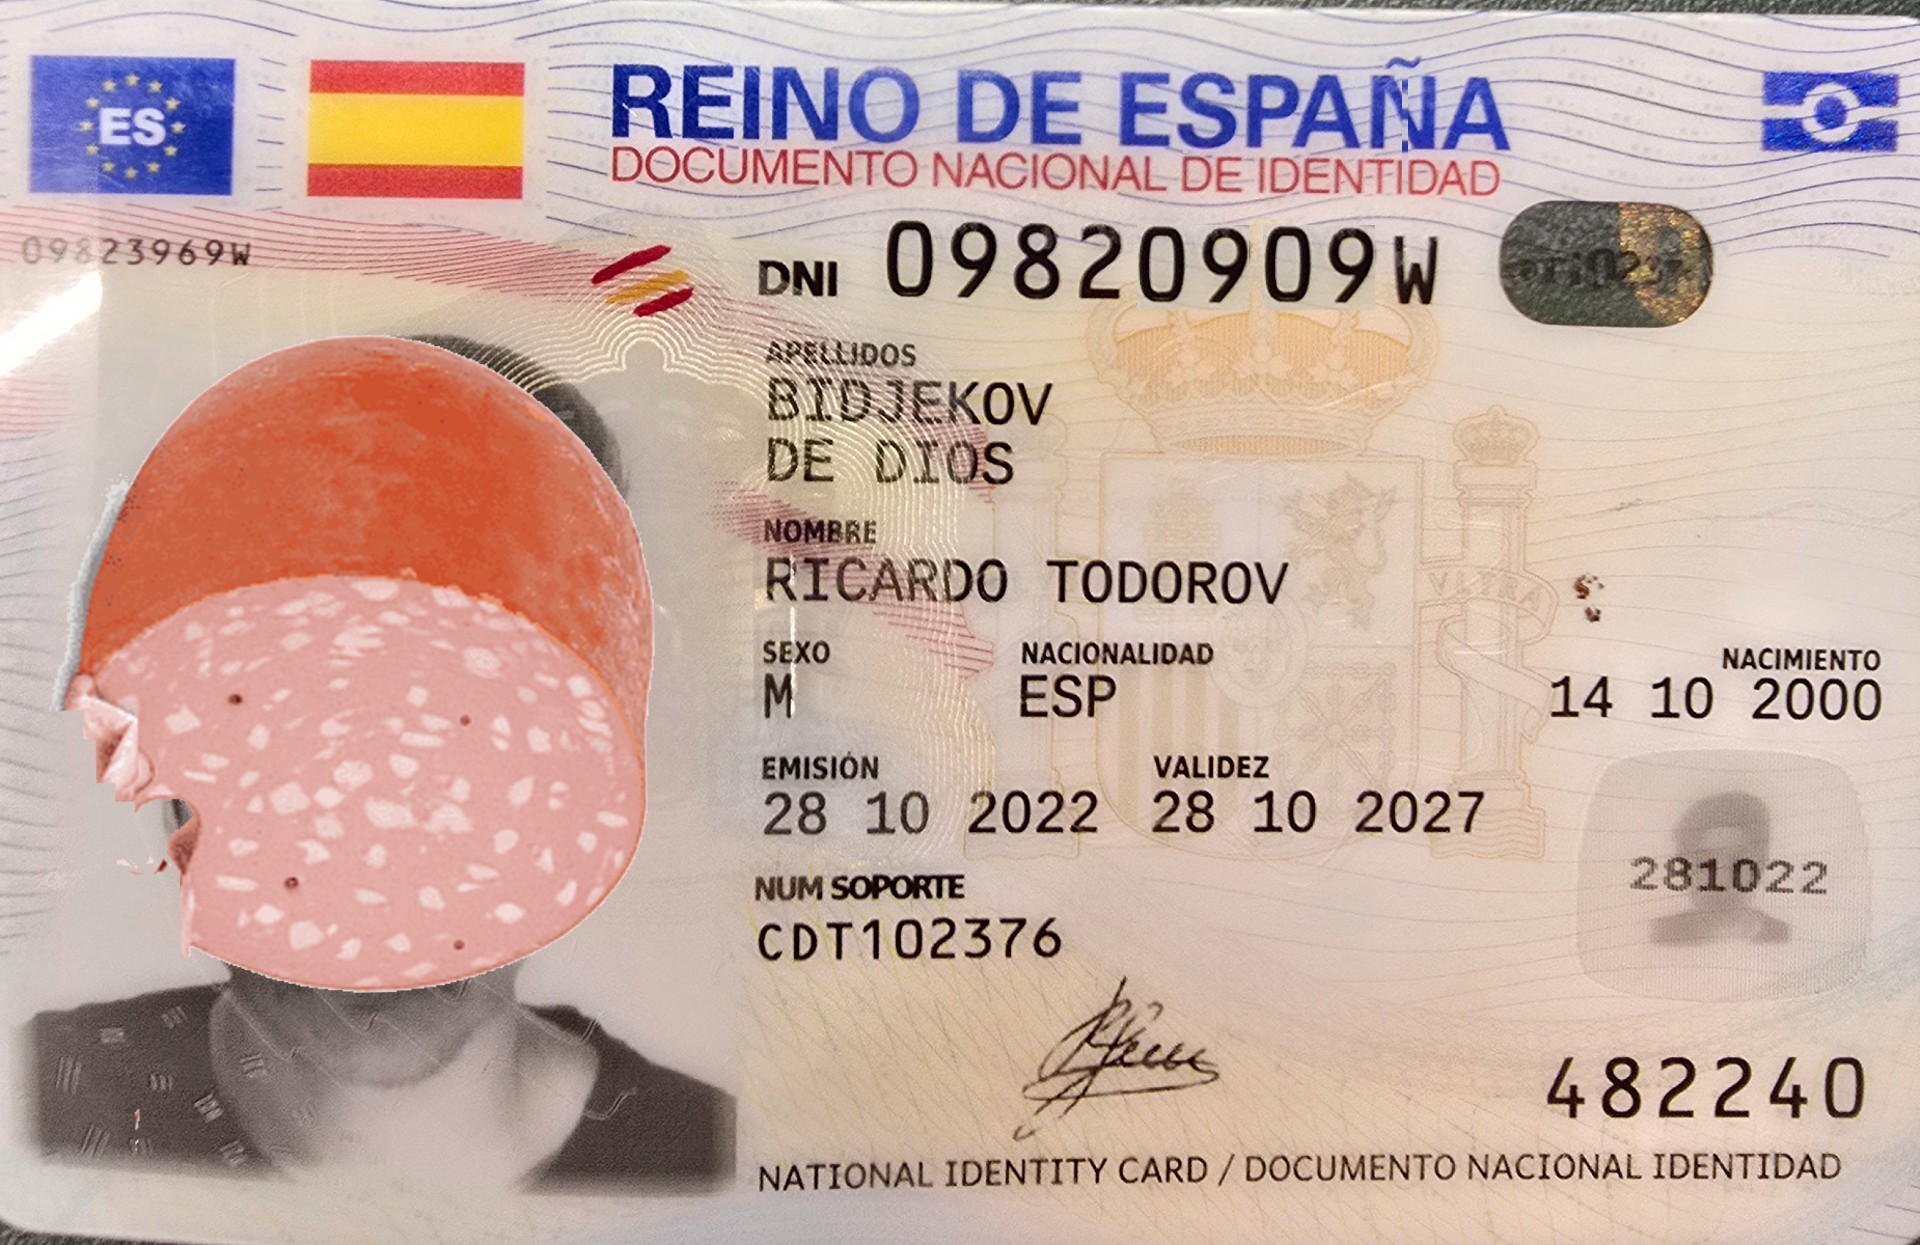 ES
REINO DE ESPAÑA
DOCUMENTO NACIONAL DE IDENTIDAD
09823969W
DNI 09820909W
APELLIDOS
BIDJEKOV
DE DIOS
NOMBRE
RICARDO TODOROV
SEXO NACIONALIDAD NACIMIENTO
M ESP 14 10 2000
EMISIÓN VALIDEZ
28 10 2022 28 10 2027
NUM SOPORTE
CDT102376
281022
482240
NATIONAL IDENTITY CARD / DOCUMENTO NACIONAL IDENTIDAD